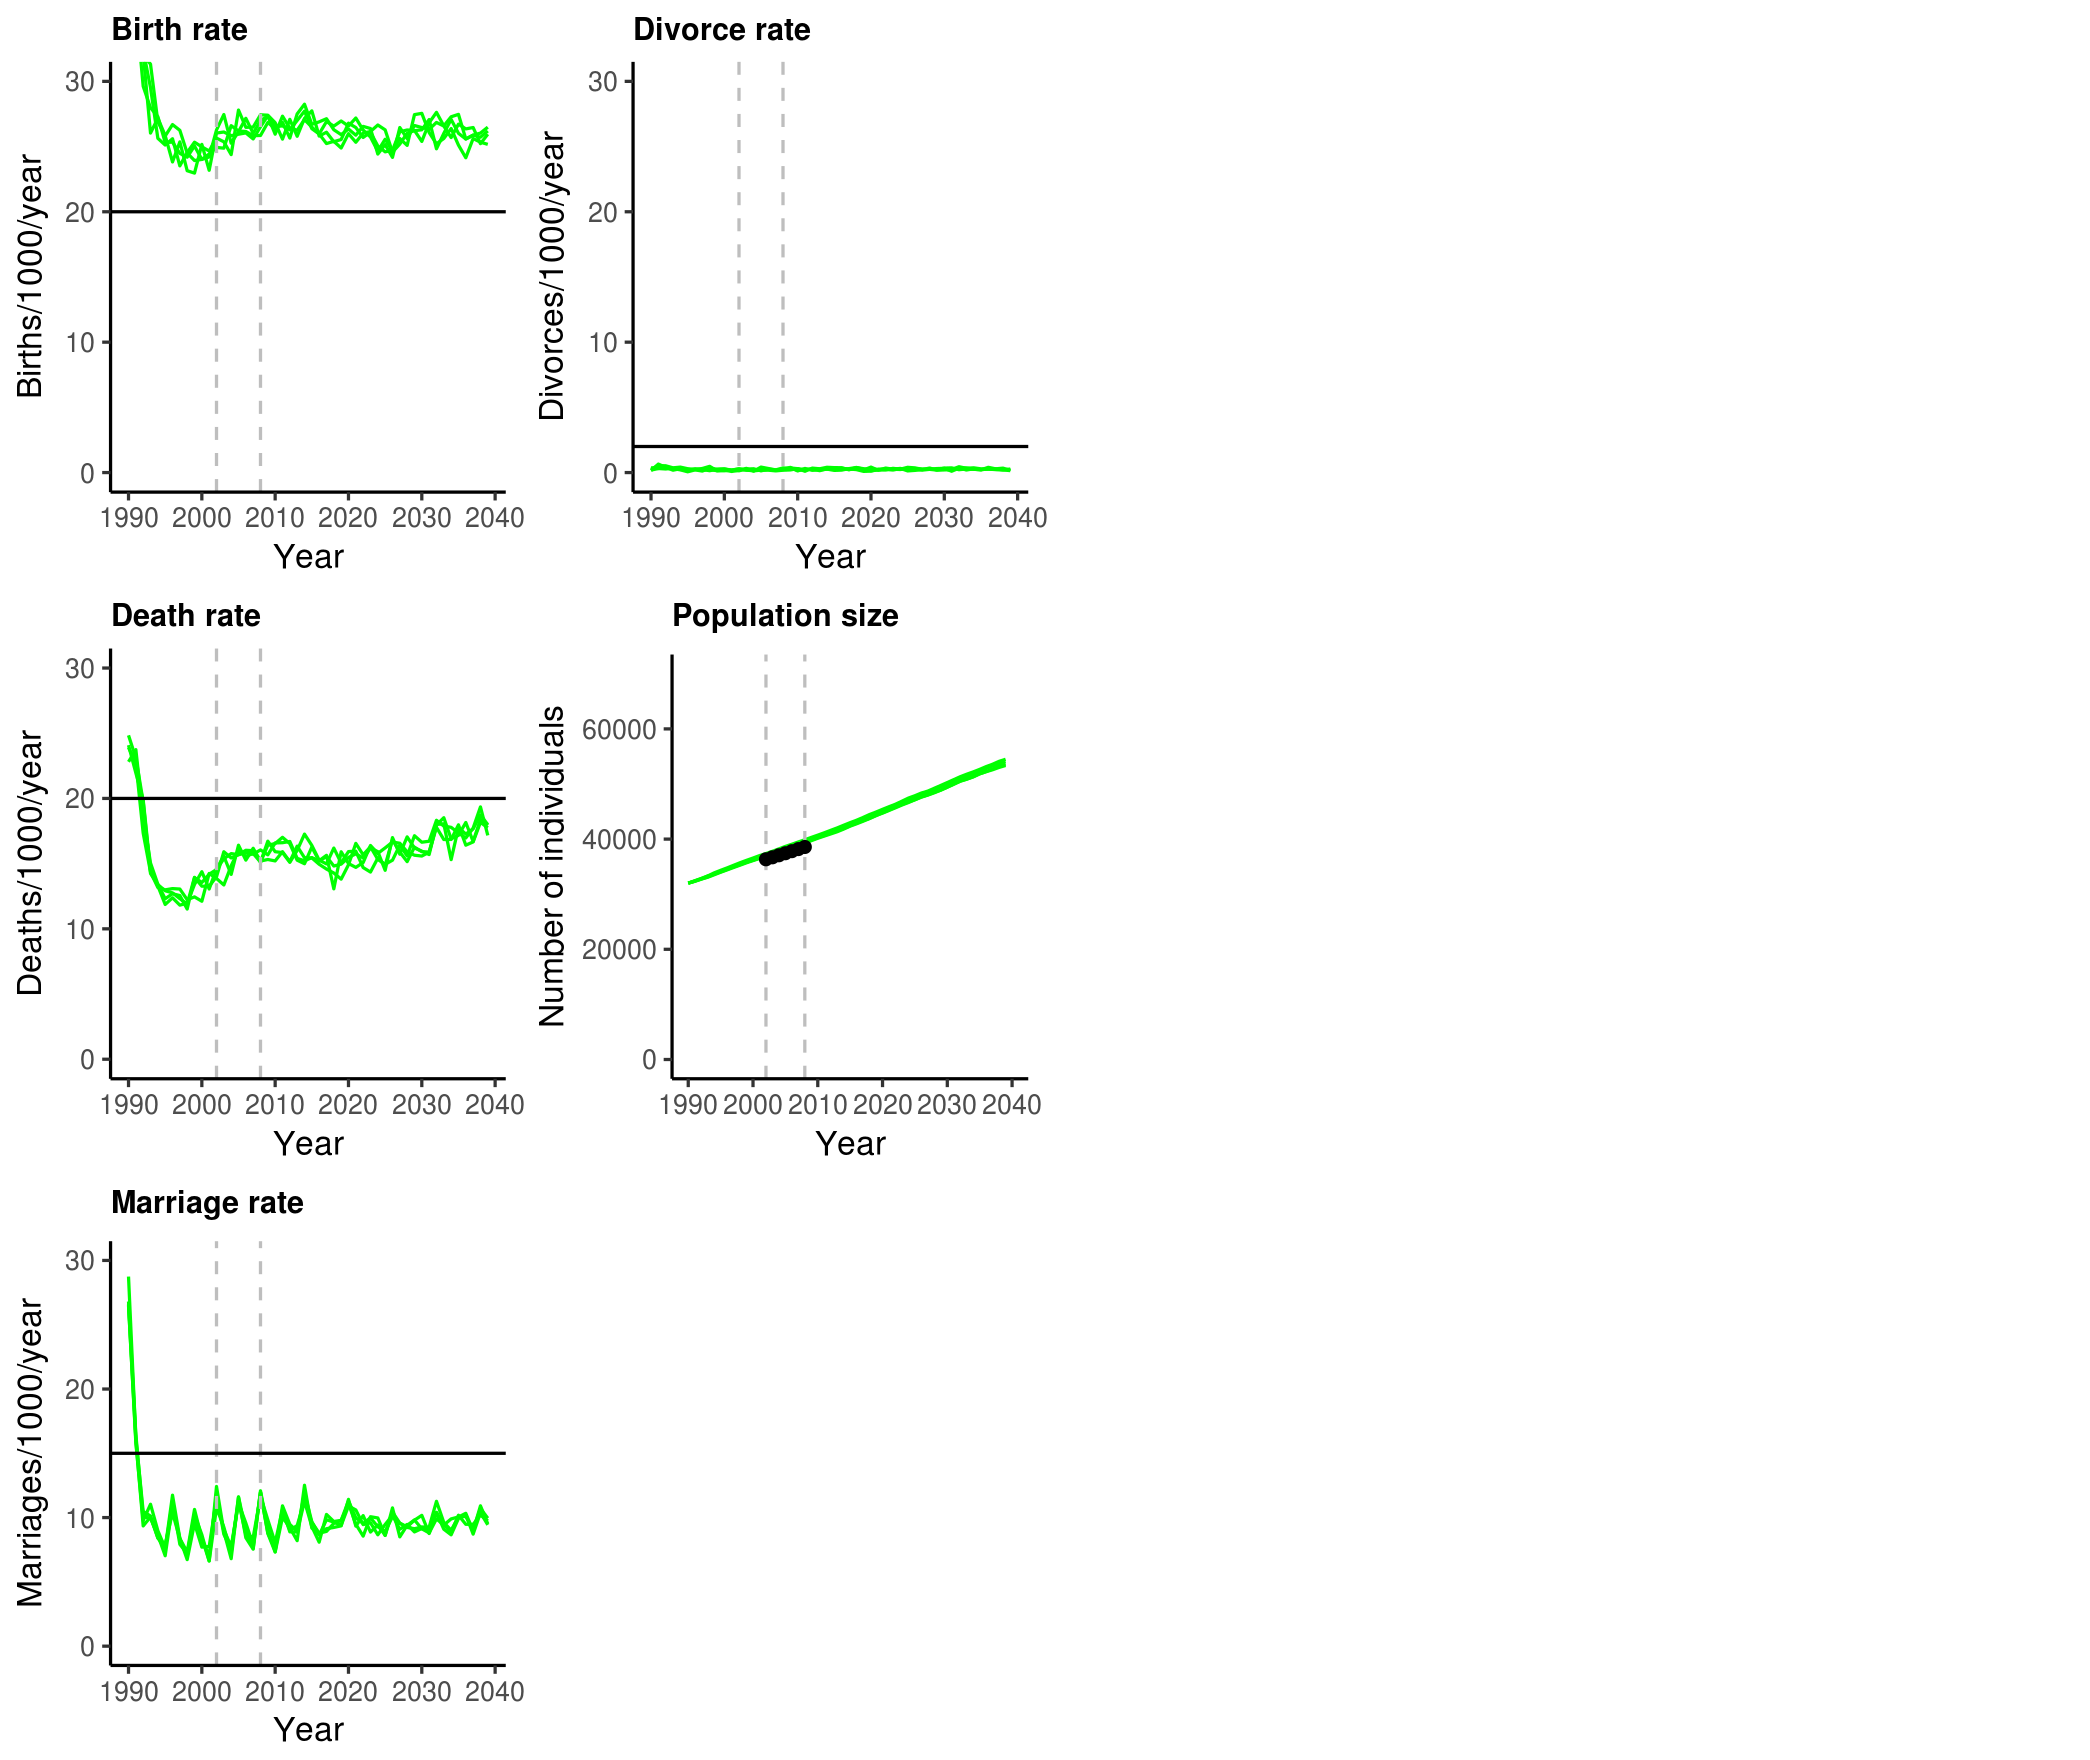 Birth rate
Births/1000/year
30
20
10
0
1990 2000 2010 2020 2030 2040
Year
Divorce rate
Divorces/1000/year
30
20
10
0
1990 2000 2010 2020 2030 2040
Year
Death rate
Deaths/1000/year
30
20
10
0
1990 2000 2010 2020 2030 2040
Year
Population size
Number of individuals
60000
40000
20000
0
1990 2000 2010 2020 2030 2040
Year
Marriage rate
Marriages/1000/year
30
20
10
0
1990 2000 2010 2020 2030 2040
Year